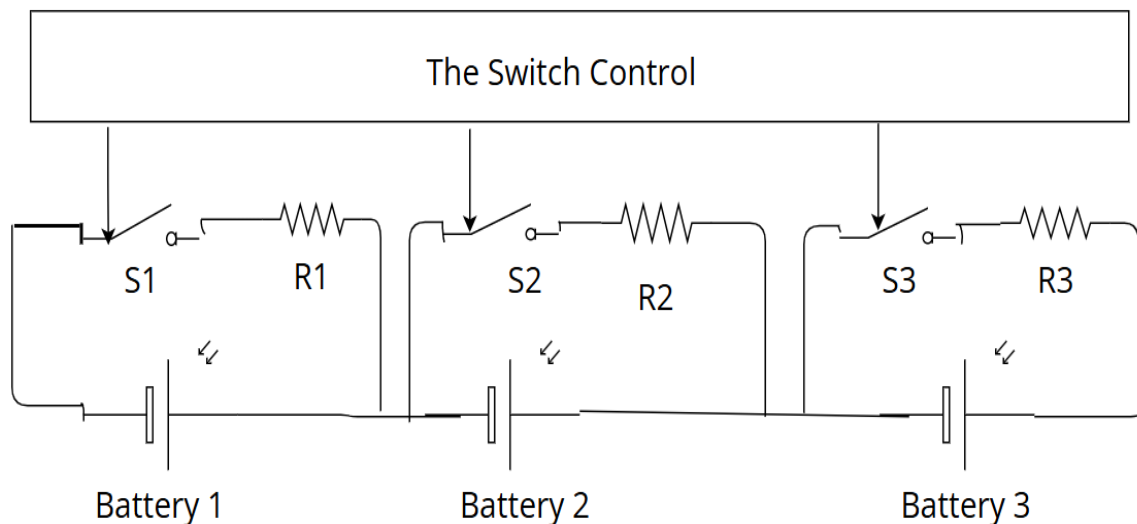 The Switch Control
S1
R1
S2
R2
S3
R3
Battery 1
Battery 2
Battery 3